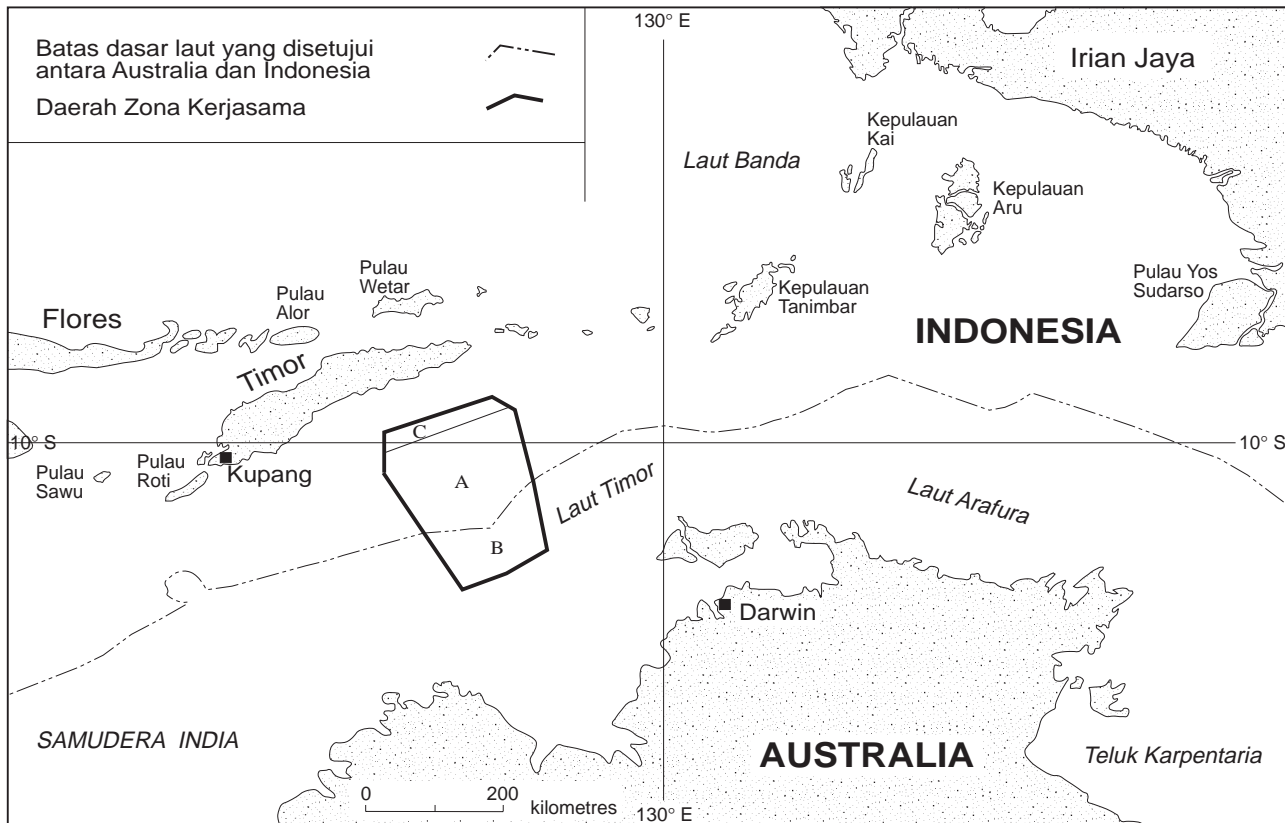 Batas dasar laut yang disetujui
antara Australia dan Indonesia
Daerah Zona Kerjasama
130° E
Irian Jaya
Kepulauan
Kai
Laut Banda
Kepulauan
Aru
Pulau
Wetar
Pulau
Alor
Kepulauan
Tanimbar
Pulau Yos
Sudarso
Flores
INDONESIA
Timor
C
10° S
10° S
Pulau
Sawu
Pulau
Roti
Kupang
A
Laut Timor
Laut Arafura
B
Darwin
SAMUDERA INDIA
AUSTRALIA
Teluk Karpentaria
0
200
kilometres
130° E